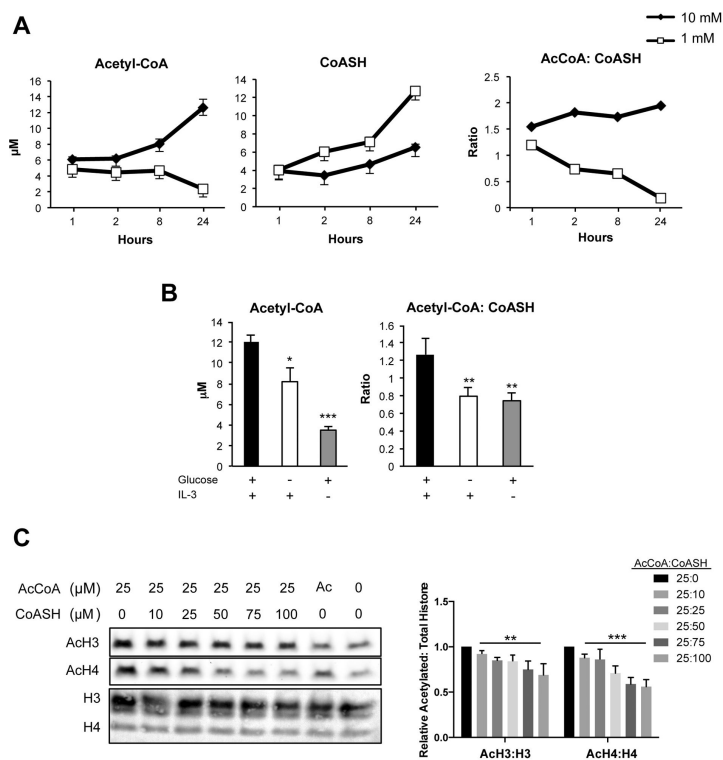 A
10 mM
1 mM
Acetyl-CoA
CoASH
AcCoA: CoASH
16
14
12
10
8
6
4
2
0
µM
1 2 8 24
Hours
16
14
12
10
8
6
4
2
0
1 2 8 24
Hours
2.5
2
1.5
1
0.5
0
Ratio
1 2 8 24
Hours
B
Acetyl-CoA
Acetyl-CoA: CoASH
14
12
10
8
6
4
2
0
µM
* ***
1.6
1.4
1.2
1
0.8
0.6
0.4
0.2
0
Ratio
** **
Glucose + - + + - +
IL-3 + + - + + -
C
AcCoA (µM) 25 25 25 25 25 25 Ac 0
CoASH (µM) 0 10 25 50 75 100 0 0
AcH3
AcH4
H3
H4
AcCoA:CoASH
25:0
25:10
25:25
25:50
25:75
25:100
Relative Acetylated: Total Histone
1.0
0.5
0.0
** ***
AcH3:H3 AcH4:H4